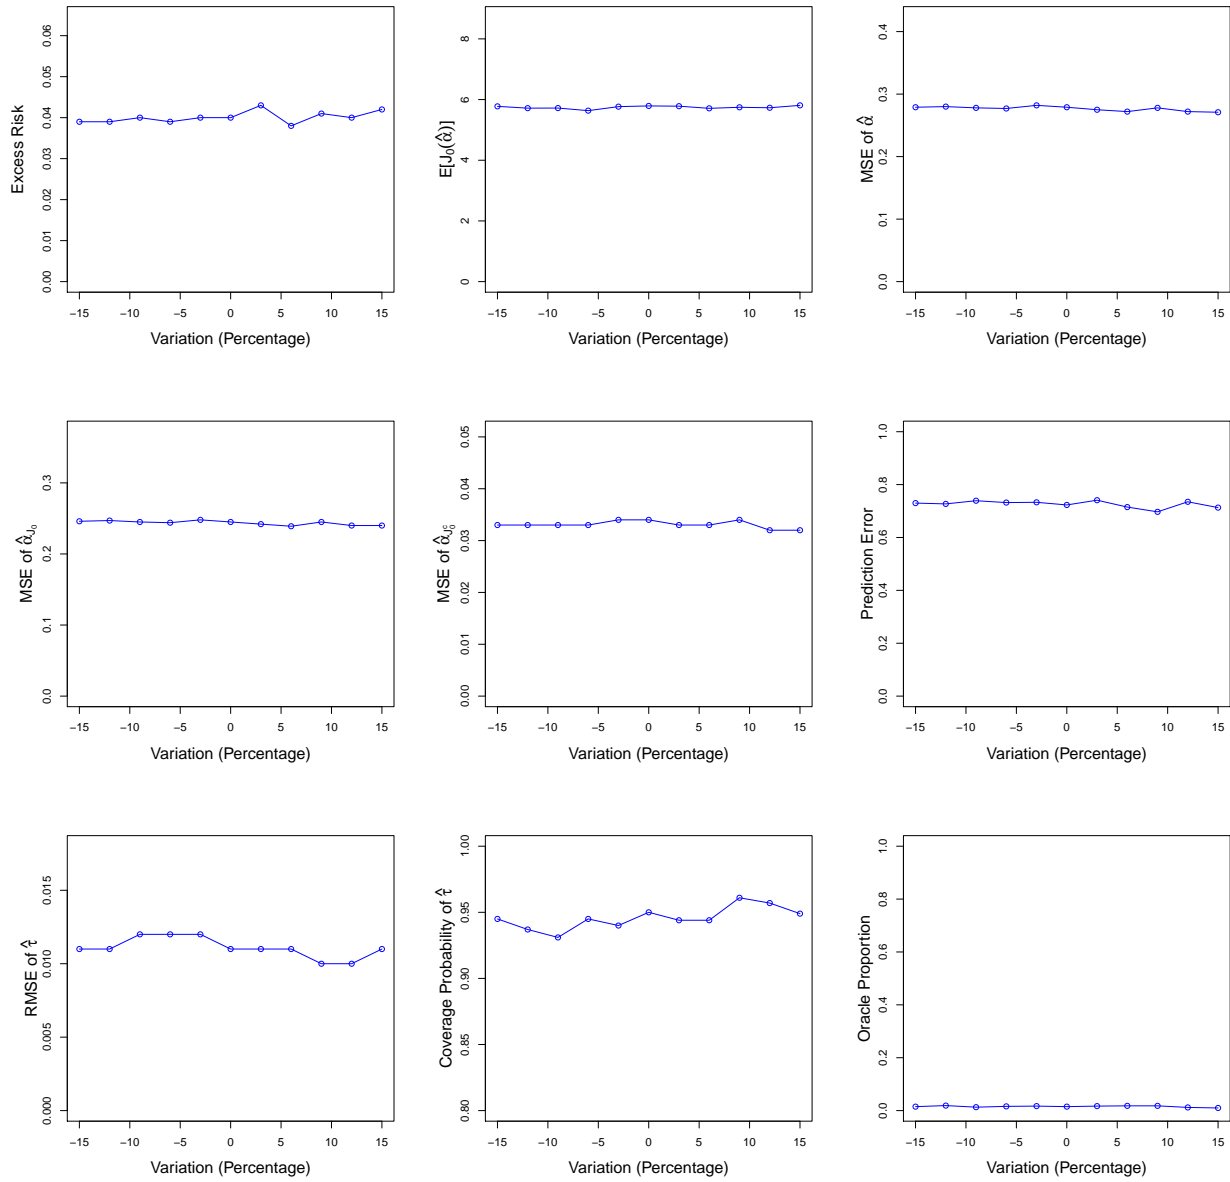 Excess Risk
0.00 0.01 0.02 0.03 0.04 0.05 0.06
−15 −10 −5 0 5 10 15
Variation (Percentage)
E[J₀(α̂)]
0 2 4 6 8
−15 −10 −5 0 5 10 15
Variation (Percentage)
MSE of α̂
0.0 0.1 0.2 0.3 0.4
−15 −10 −5 0 5 10 15
Variation (Percentage)
MSE of α̂_J₀
0.0 0.1 0.2 0.3
−15 −10 −5 0 5 10 15
Variation (Percentage)
MSE of α̂_J₀ᶜ
0.00 0.01 0.02 0.03 0.04 0.05
−15 −10 −5 0 5 10 15
Variation (Percentage)
Prediction Error
0.0 0.2 0.4 0.6 0.8 1.0
−15 −10 −5 0 5 10 15
Variation (Percentage)
RMSE of τ̂
0.000 0.005 0.010 0.015
−15 −10 −5 0 5 10 15
Variation (Percentage)
Coverage Probability of τ̂
0.80 0.85 0.90 0.95 1.00
−15 −10 −5 0 5 10 15
Variation (Percentage)
Oracle Proportion
0.0 0.2 0.4 0.6 0.8 1.0
−15 −10 −5 0 5 10 15
Variation (Percentage)